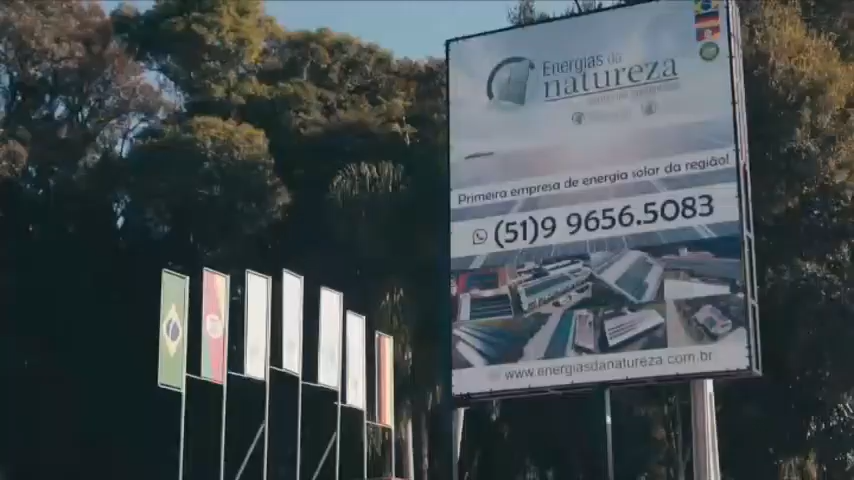 Energias da
natureza
Primeira empresa de energia solar da região!
(51)9 9656.5083
www.energiasdanatureza.com.br